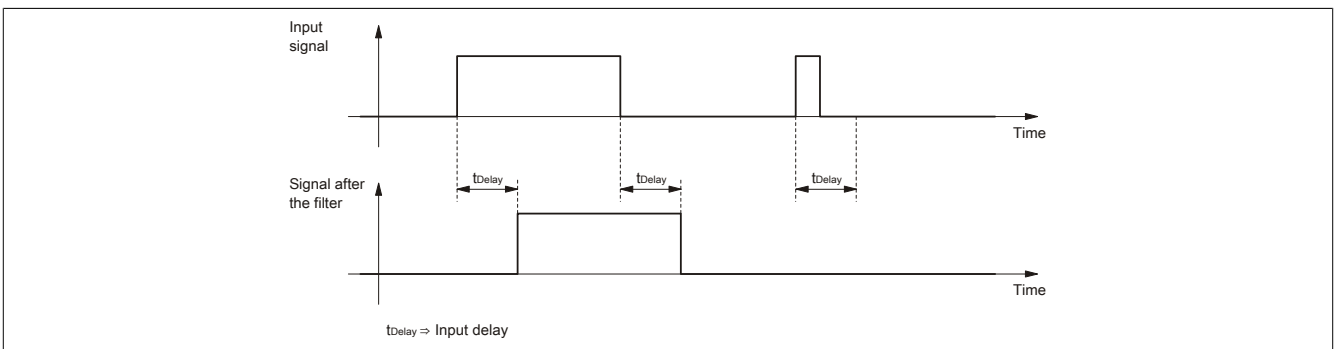 Input
signal
Time
tDelay
tDelay
tDelay
Signal after
the filter
Time
tDelay ⇒ Input delay